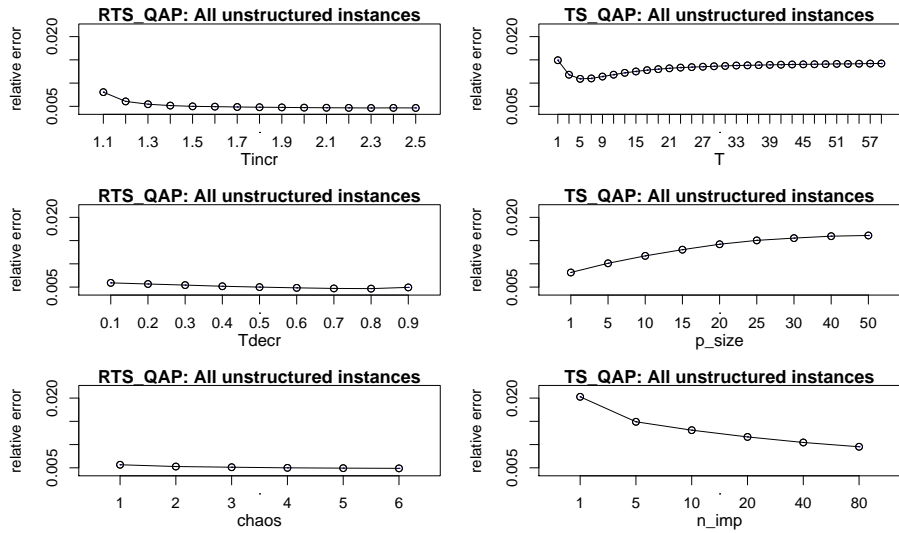 RTS_QAP: All unstructured instances
relative error
0.005 0.020
1.1 1.3 1.5 1.7 1.9 2.1 2.3 2.5
Tincr
TS_QAP: All unstructured instances
relative error
0.005 0.020
1 5 9 15 21 27 33 39 45 51 57
T
RTS_QAP: All unstructured instances
relative error
0.005 0.020
0.1 0.2 0.3 0.4 0.5 0.6 0.7 0.8 0.9
Tdecr
TS_QAP: All unstructured instances
relative error
0.005 0.020
1 5 10 15 20 25 30 40 50
p_size
RTS_QAP: All unstructured instances
relative error
0.005 0.020
1 2 3 4 5 6
chaos
TS_QAP: All unstructured instances
relative error
0.005 0.020
1 5 10 20 40 80
n_imp